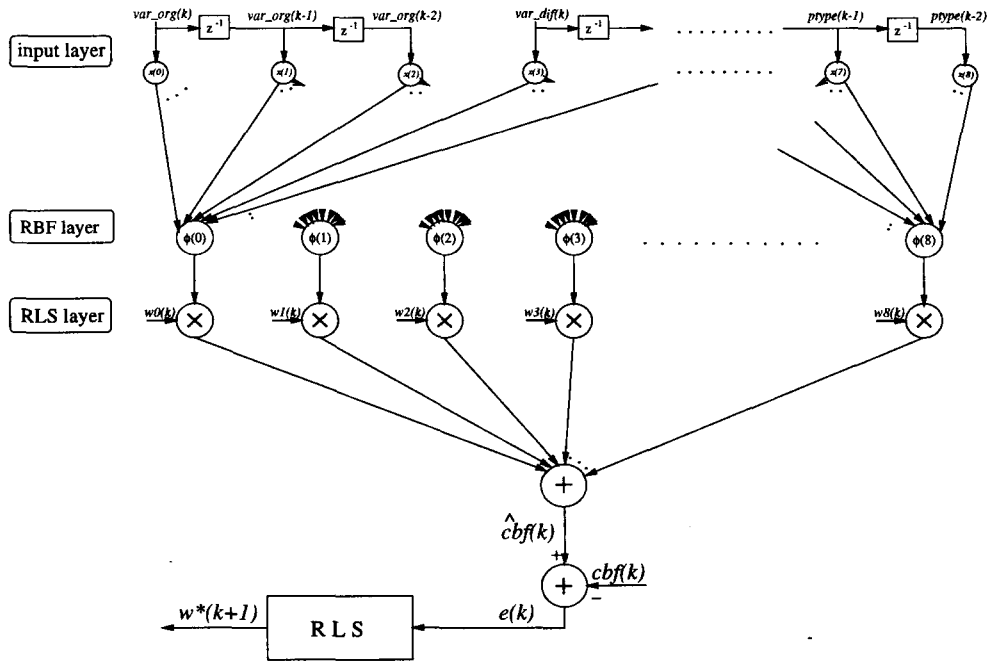 var_org(k) var_org(k-1) var_org(k-2) var_dif(k) ptype(k-1) ptype(k-2)
z⁻¹ z⁻¹ z⁻¹ z⁻¹
input layer
x(0) x(1) x(2) x(3) x(7) x(8)
RBF layer
ϕ(0) ϕ(1) ϕ(2) ϕ(3) ϕ(8)
RLS layer
w0(k) w1(k) w2(k) w3(k) w8(k)
× × × × ×
+
ĉbf(k)
+
+ cbf(k)
−
w*(k+1) RLS e(k)